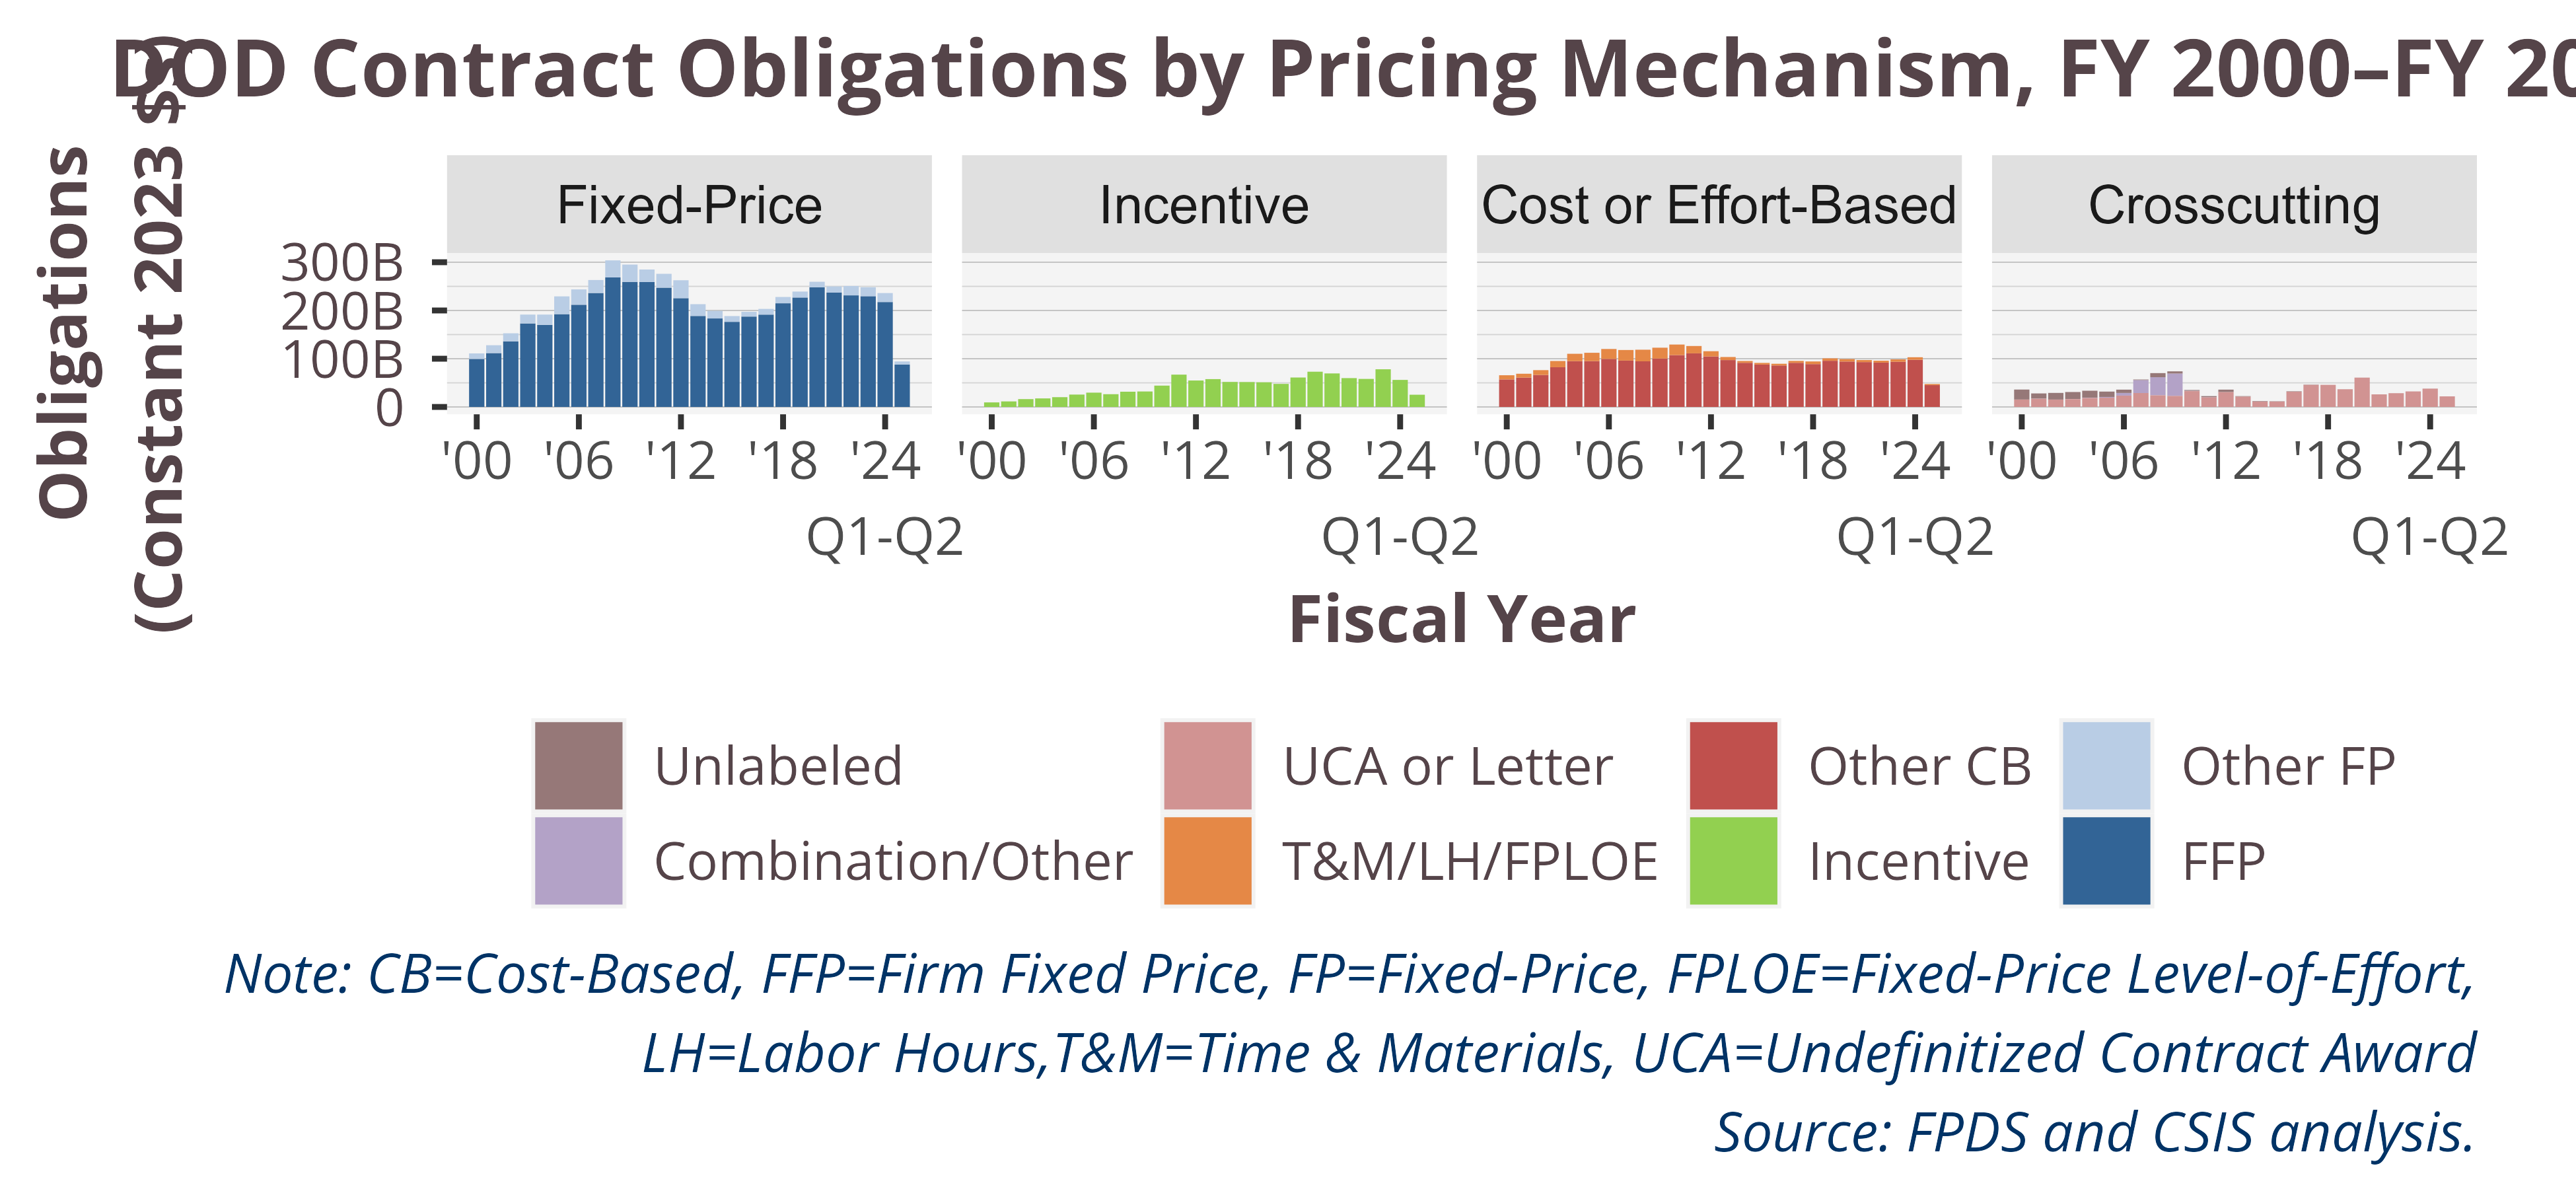 DOD Contract Obligations by Pricing Mechanism, FY 2000–FY 20
Obligations
(Constant 2023 $s)
Fixed-Price
Incentive
Cost or Effort-Based
Crosscutting
300B
200B
100B
0
'00 '06 '12 '18 '24 '00 '06 '12 '18 '24 '00 '06 '12 '18 '24 '00 '06 '12 '18 '24
Q1-Q2 Q1-Q2 Q1-Q2 Q1-Q2
Fiscal Year
Unlabeled UCA or Letter Other CB Other FP
Combination/Other T&M/LH/FPLOE Incentive FFP
Note: CB=Cost-Based, FFP=Firm Fixed Price, FP=Fixed-Price, FPLOE=Fixed-Price Level-of-Effort,
LH=Labor Hours,T&M=Time & Materials, UCA=Undefinitized Contract Award
Source: FPDS and CSIS analysis.